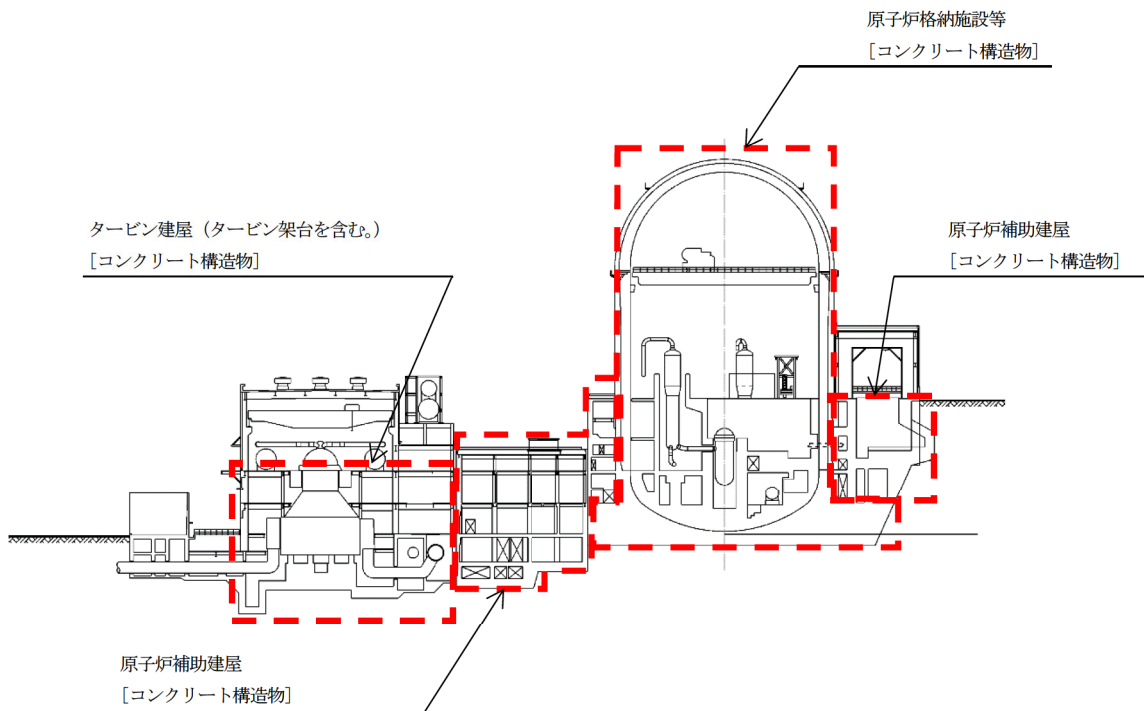 原子炉格納施設等
[コンクリート構造物]
タービン建屋（タービン架台を含む。）
[コンクリート構造物]
原子炉補助建屋
[コンクリート構造物]
原子炉補助建屋
[コンクリート構造物]